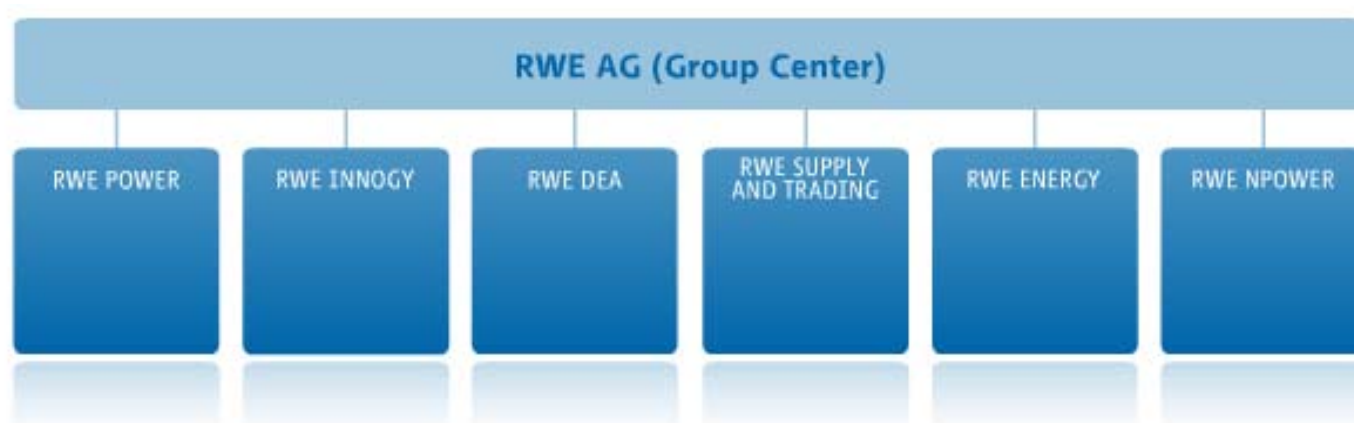 RWE AG (Group Center)
RWE POWER
RWE INNOGY
RWE DEA
RWE SUPPLY
AND TRADING
RWE ENERGY
RWE NPOWER